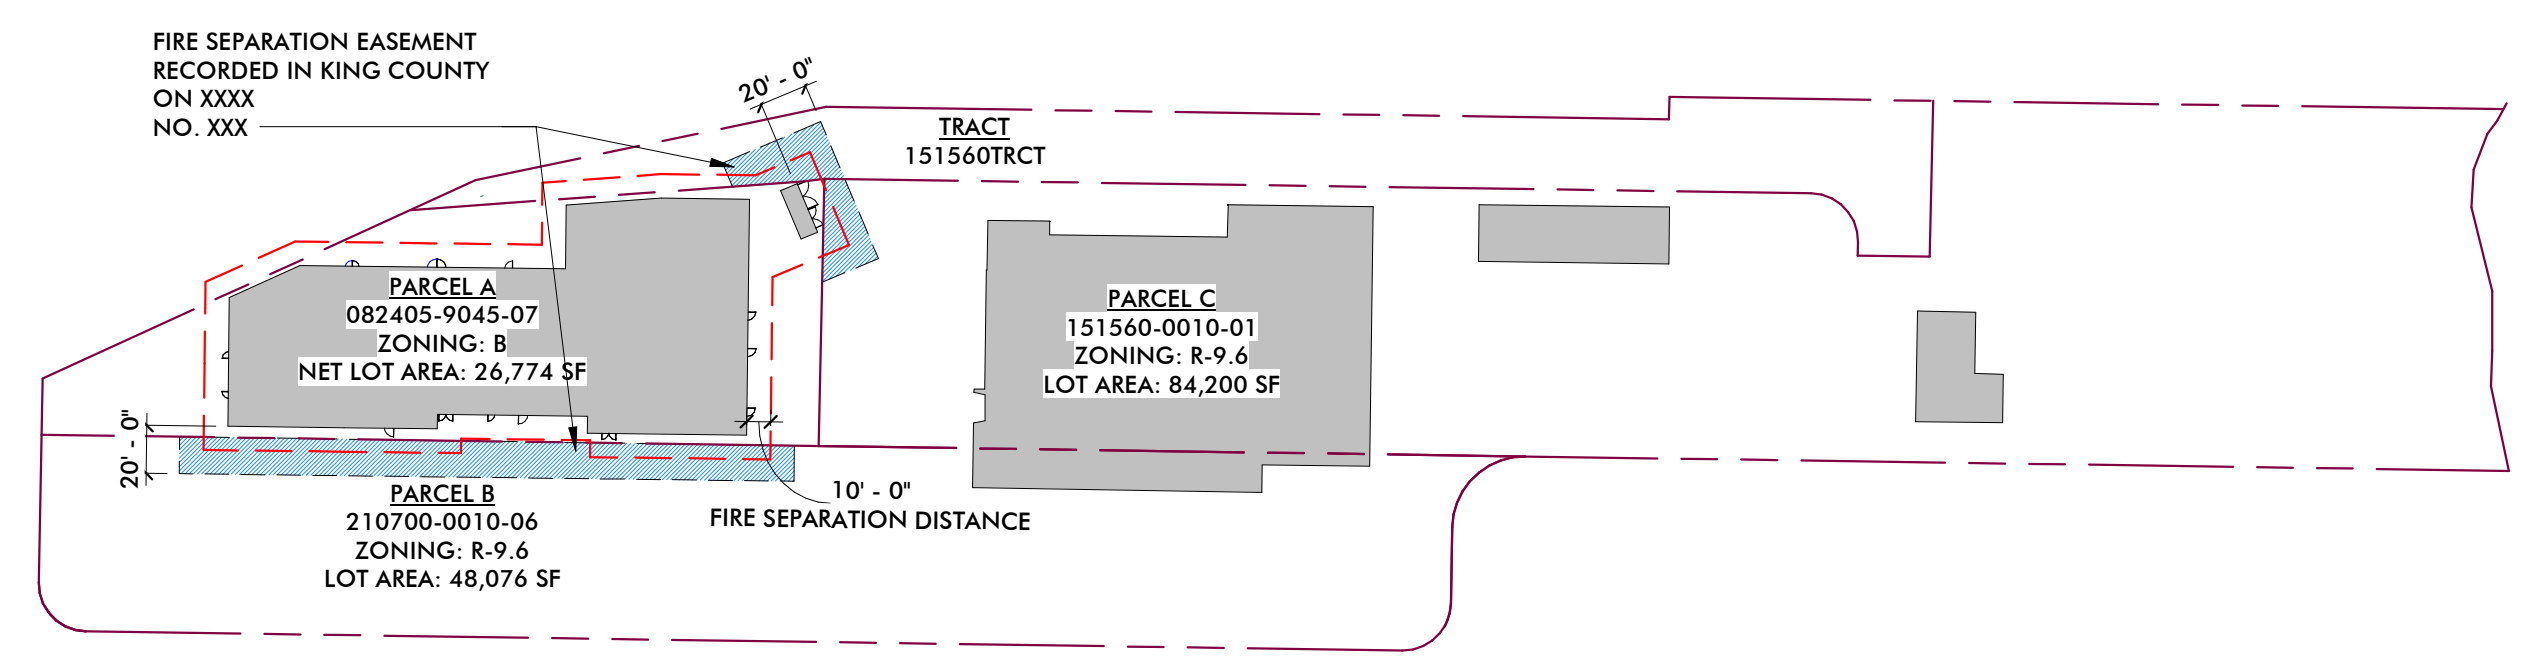 FIRE SEPARATION EASEMENT
RECORDED IN KING COUNTY
ON XXXX
NO. XXX
20' - 0"
TRACT
151560TRCT
PARCEL A
082405-9045-07
ZONING: B
NET LOT AREA: 26,774 SF
PARCEL C
151560-0010-01
ZONING: R-9.6
LOT AREA: 84,200 SF
20' - 0"
PARCEL B
210700-0010-06
ZONING: R-9.6
LOT AREA: 48,076 SF
10' - 0"
FIRE SEPARATION DISTANCE